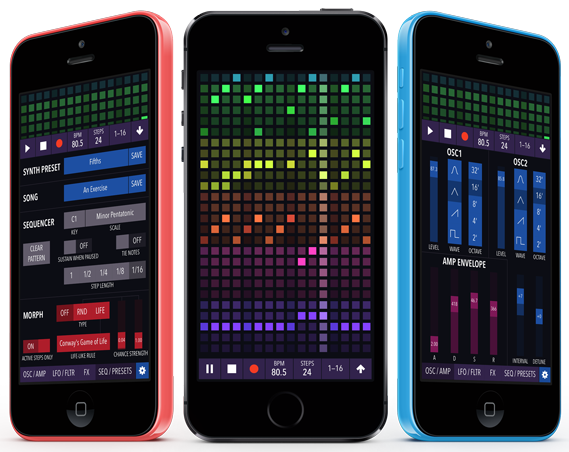 BPM
80.5
STEPS
24
1–16
SYNTH PRESET
Fifths
SAVE
SONG
An Exercise
SAVE
SEQUENCER
C1
Minor Pentatonic
KEY
SCALE
CLEAR
PATTERN
OFF
OFF
SUSTAIN WHEN PAUSED
TIE NOTES
1
1/2
1/4
1/8
1/16
STEP LENGTH
MORPH
OFF
RND
LIFE
TYPE
ON
Conway's Game of Life
ACTIVE STEPS ONLY
LIFE-LIKE RULE
CHANCE
STRENGTH
OSC / AMP
LFO / FLTR
FX
SEQ / PRESETS
BPM
80.5
STEPS
24
1–16
BPM
80.5
STEPS
24
1–16
OSC1
OSC2
32'
16'
8'
4'
2'
32'
16'
8'
4'
2'
LEVEL
WAVE
OCTAVE
LEVEL
WAVE
OCTAVE
AMP ENVELOPE
A
D
S
R
INTERVAL
DETUNE
OSC / AMP
LFO / FLTR
FX
SEQ / PRESETS